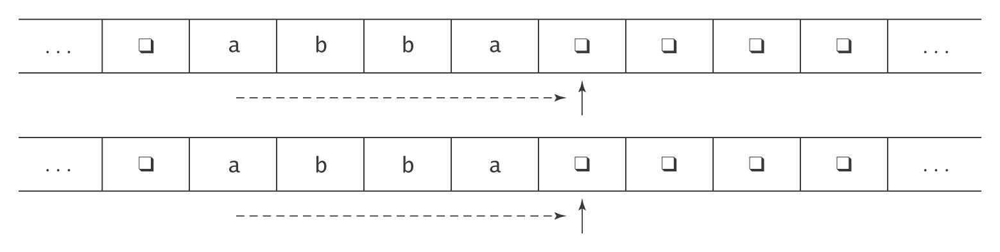 ... ❑ a b b a ❑ ❑ ❑ ❑ ...
... ❑ a b b a ❑ ❑ ❑ ❑ ...